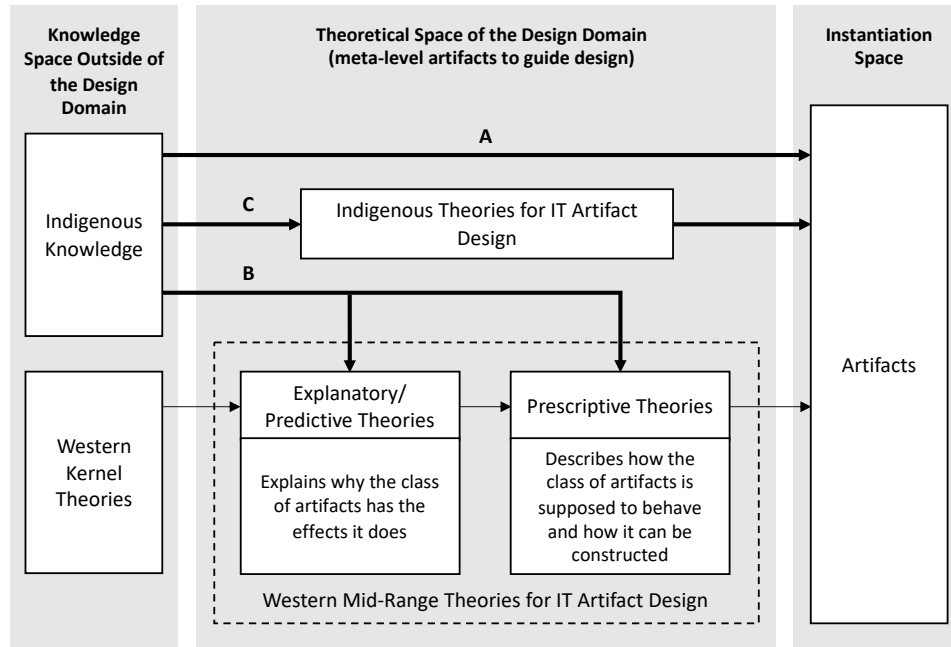 Knowledge
Space Outside of
the Design
Domain
Theoretical Space of the Design Domain
(meta-level artifacts to guide design)
Instantiation
Space
A
C
B
Indigenous
Knowledge
Indigenous Theories for IT Artifact
Design
Artifacts
Western
Kernel
Theories
Explanatory/
Predictive Theories
Explains why the class
of artifacts has the
effects it does
Prescriptive Theories
Describes how the
class of artifacts is
supposed to behave
and how it can be
constructed
Western Mid-Range Theories for IT Artifact Design